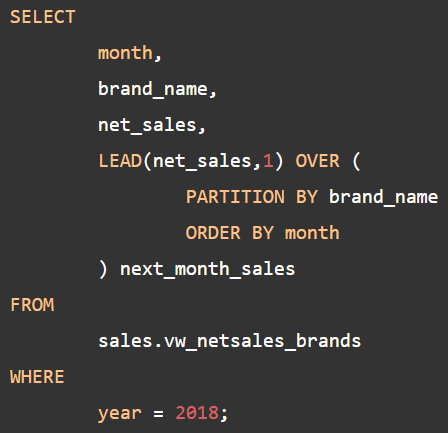 SELECT
month,
brand_name,
net_sales,
LEAD(net_sales,1) OVER (
PARTITION BY brand_name
ORDER BY month
) next_month_sales
FROM
sales.vw_netsales_brands
WHERE
year = 2018;